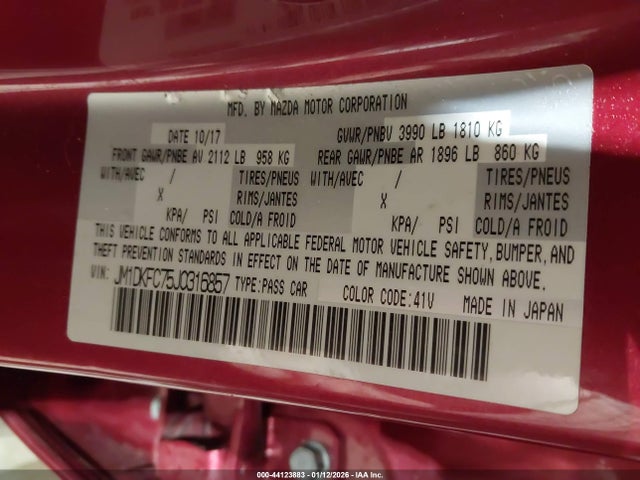 MFD. BY MAZDA MOTOR CORPORATION
DATE 10/17 GVWR/PNBV 3990 LB 1810 KG
FRONT GAWR/PNBE AV 2112 LB 958 KG REAR GAWR/PNBE AR 1896 LB 860 KG
WITH/AVEC / TIRES/PNEUS WITH/AVEC / TIRES/PNEUS
X RIMS/JANTES X RIMS/JANTES
KPA/ PSI COLD/A FROID KPA/ PSI COLD/A FROID
THIS VEHICLE CONFORMS TO ALL APPLICABLE FEDERAL MOTOR VEHICLE SAFETY, BUMPER, AND
THEFT PREVENTION STANDARDS IN EFFECT ON THE DATE OF MANUFACTURE SHOWN ABOVE.
VIN: JM1DKFC75J0316857 TYPE:PASS CAR COLOR CODE:41V MADE IN JAPAN
000-44123883 - 01/12/2026 - IAA Inc.